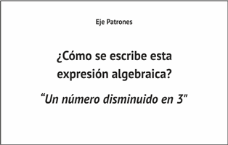 Eje Patrones
¿Cómo se escribe esta
expresión algebraica?
"Un número disminuido en 3"